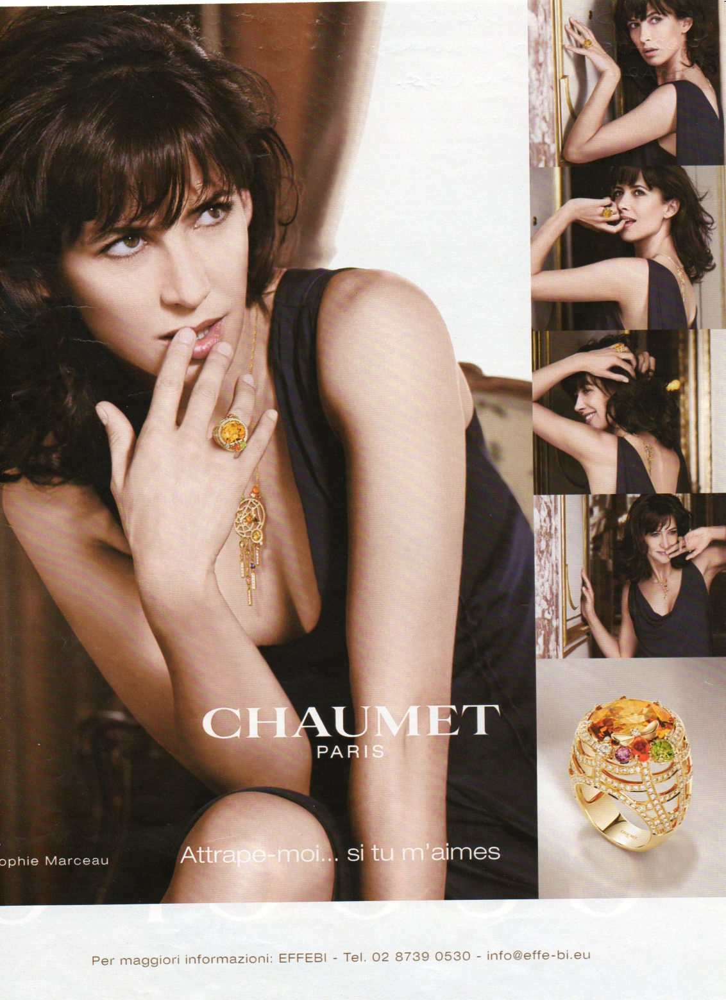 CHAUMET
PARIS
ophie Marceau
Attrape-moi... si tu m'aimes
CHAUMET
Per maggiori informazioni: EFFEBI - Tel. 02 8739 0530 - info@effe-bi.eu